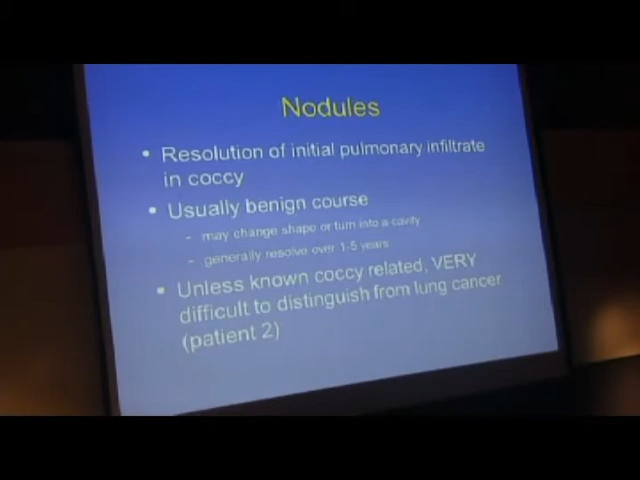 Nodules
• Resolution of initial pulmonary infiltrate
in coccy
• Usually benign course
- may change shape or turn into a cavity
- generally resolve over 1-5 years
• Unless known coccy related, VERY
difficult to distinguish from lung cancer
(patient 2)